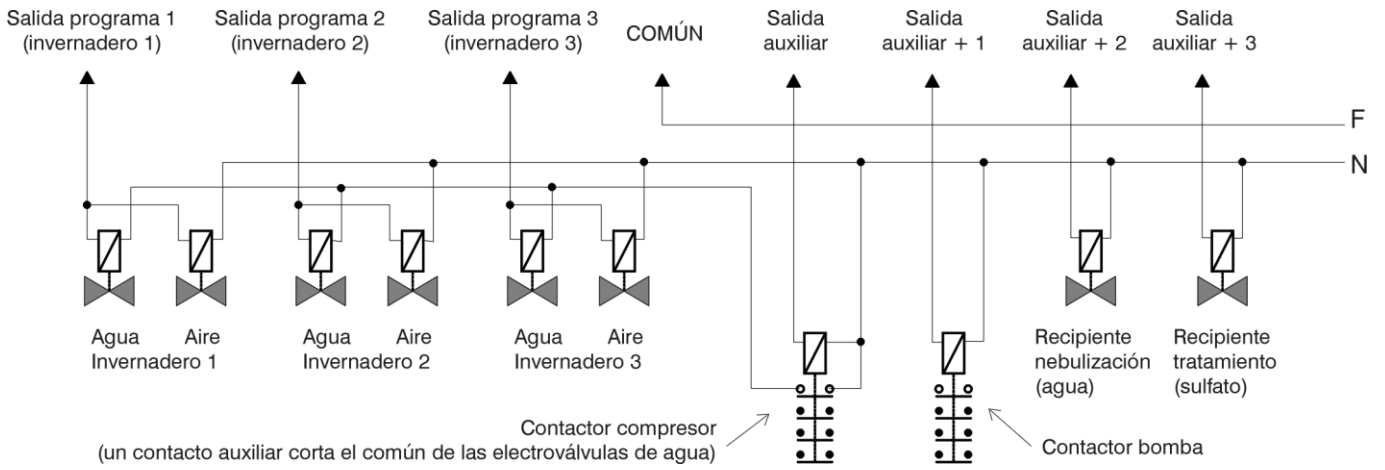 Salida programa 1
(invernadero 1)
Salida programa 2
(invernadero 2)
Salida programa 3
(invernadero 3)
COMÚN
Salida
auxiliar
Salida
auxiliar + 1
Salida
auxiliar + 2
Salida
auxiliar + 3
F
N
Agua
Aire
Invernadero 1
Agua
Aire
Invernadero 2
Agua
Aire
Invernadero 3
Recipiente
nebulización
(agua)
Recipiente
tratamiento
(sulfato)
Contactor compresor
(un contacto auxiliar corta el común de las electroválvulas de agua)
Contactor bomba